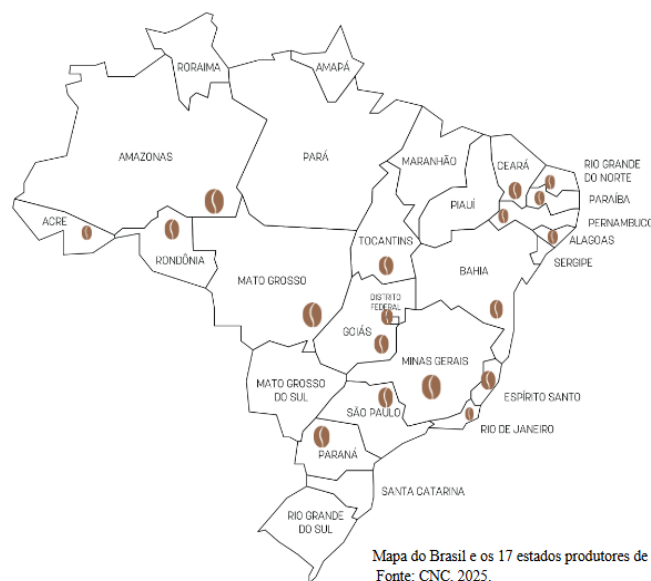 RORAIMA
AMAPÁ
AMAZONAS
PARÁ
MARANHÃO
CEARÁ
RIO GRANDE
DO NORTE
PARAÍBA
PIAUÍ
PERNAMBUCO
ACRE
ALAGOAS
RONDÔNIA
TOCANTINS
SERGIPE
BAHIA
MATO GROSSO
DISTRITO
FEDERAL
GOIÁS
MINAS GERAIS
MATO GROSSO
DO SUL
ESPÍRITO SANTO
SÃO PAULO
RIO DE JANEIRO
PARANÁ
SANTA CATARINA
RIO GRANDE
DO SUL
Mapa do Brasil e os 17 estados produtores de
Fonte: CNC, 2025.